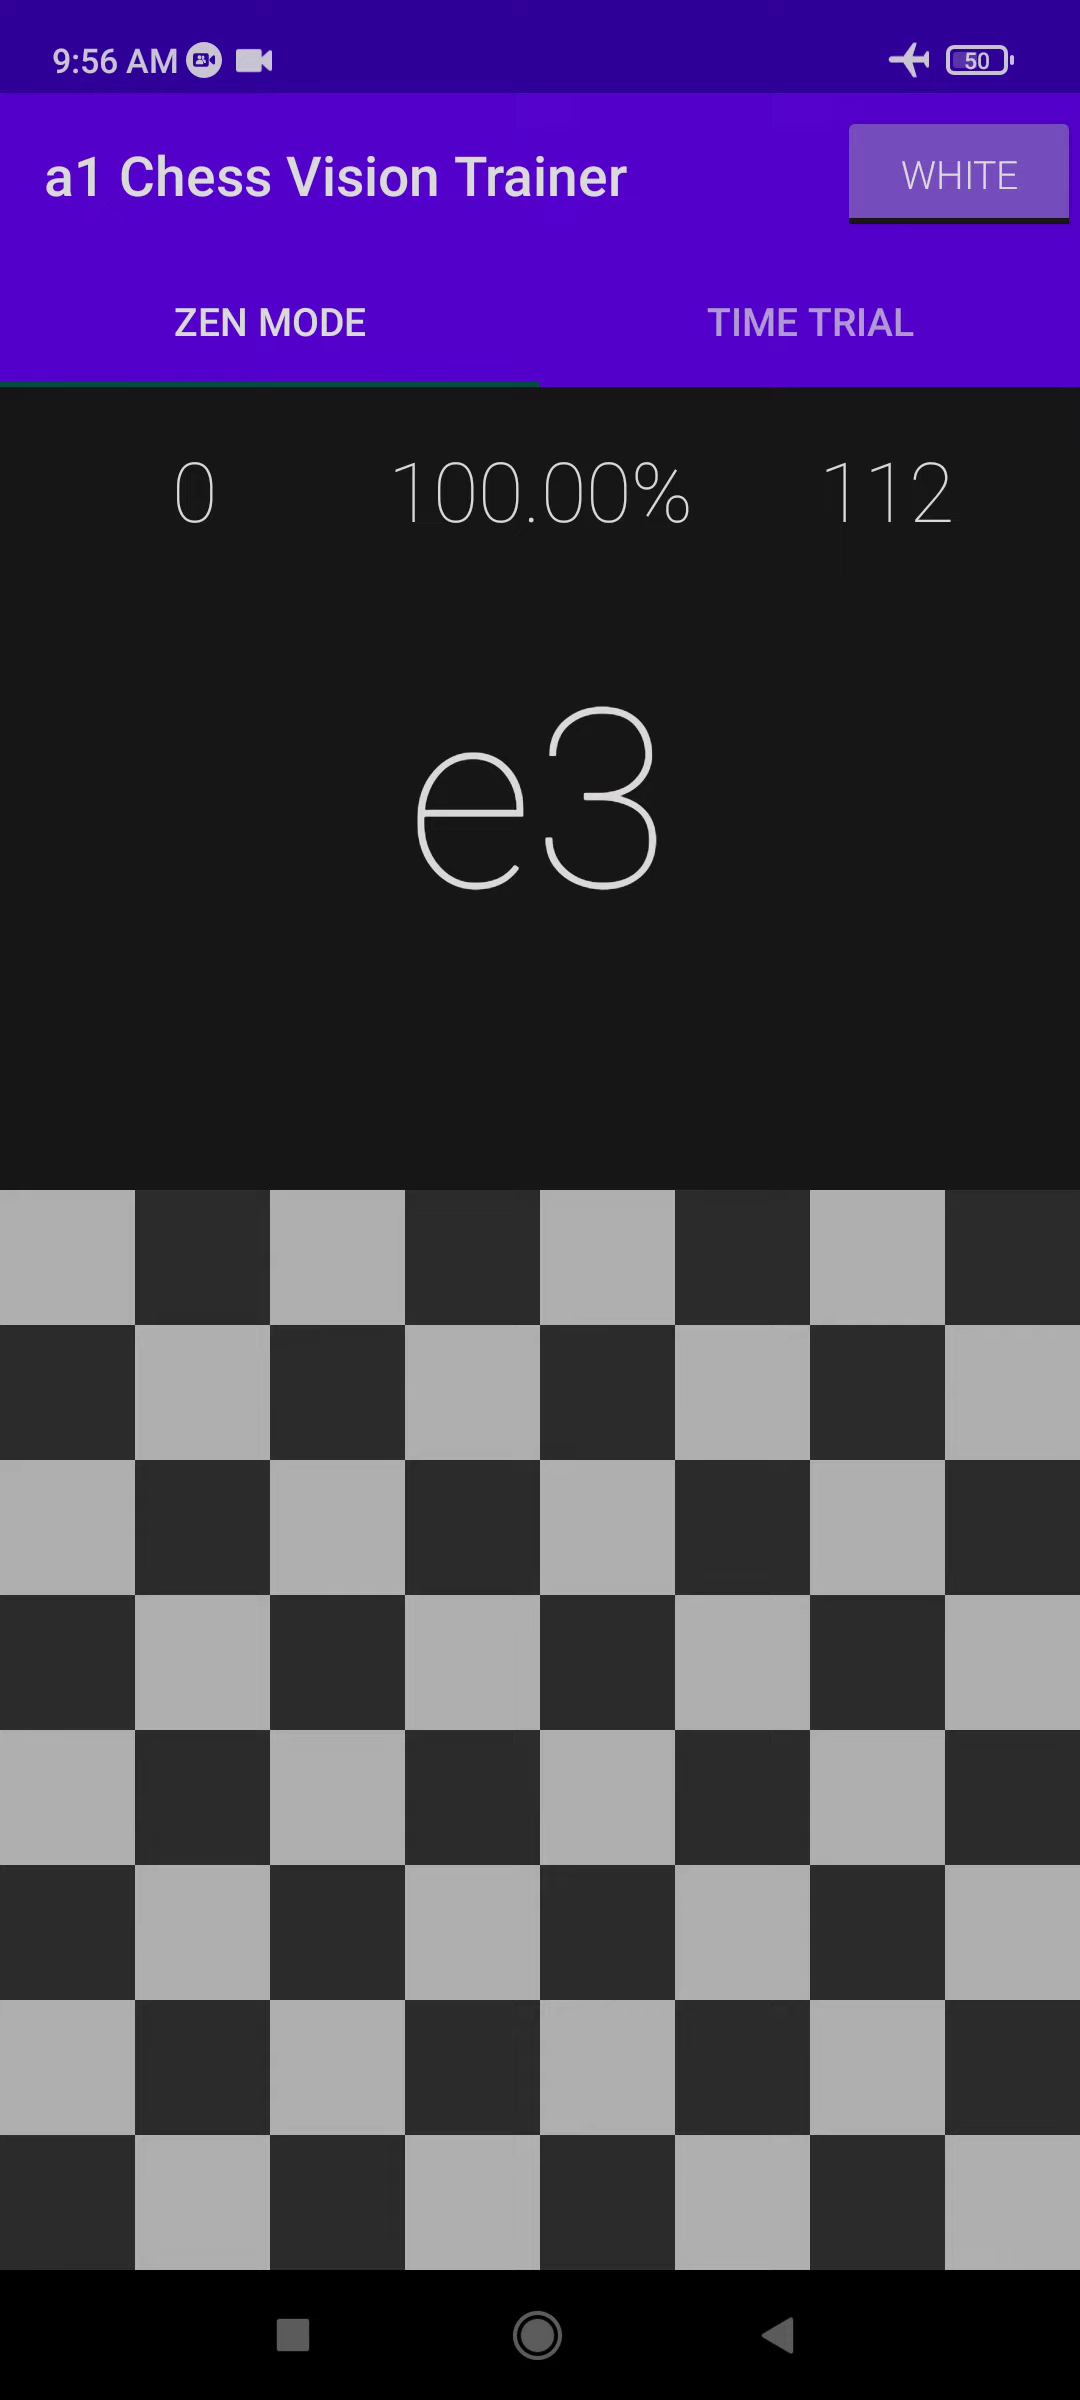 9:56 AM 50
a1 Chess Vision Trainer WHITE
ZEN MODE TIME TRIAL
0 100.00% 112
e3